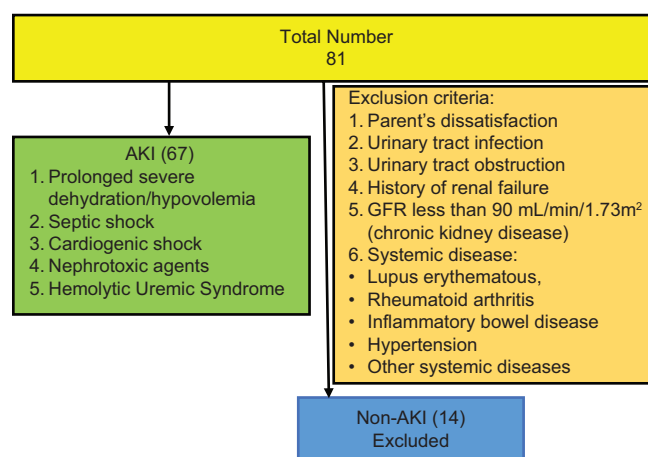 Total Number
81
AKI (67)
1. Prolonged severe
dehydration/hypovolemia
2. Septic shock
3. Cardiogenic shock
4. Nephrotoxic agents
5. Hemolytic Uremic Syndrome
Exclusion criteria:
1. Parent's dissatisfaction
2. Urinary tract infection
3. Urinary tract obstruction
4. History of renal failure
5. GFR less than 90 mL/min/1.73m²
(chronic kidney disease)
6. Systemic disease:
• Lupus erythematous,
• Rheumatoid arthritis
• Inflammatory bowel disease
• Hypertension
• Other systemic diseases
Non-AKI (14)
Excluded